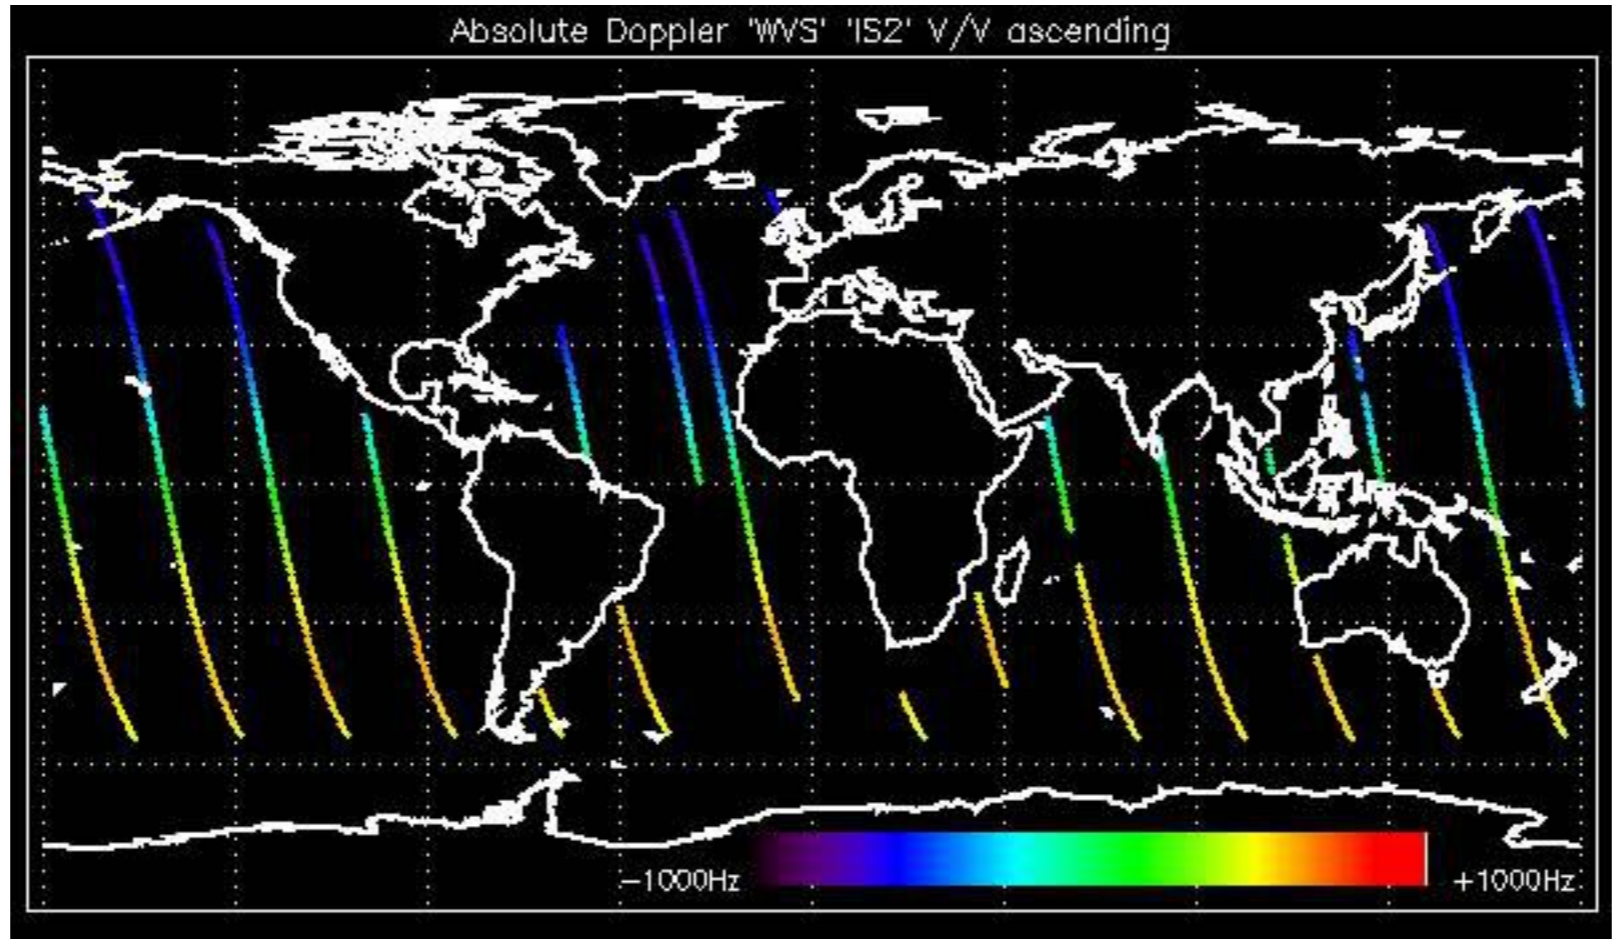 Absolute Doppler 'WVS' 'IS2' V/V ascending
−1000Hz +1000Hz